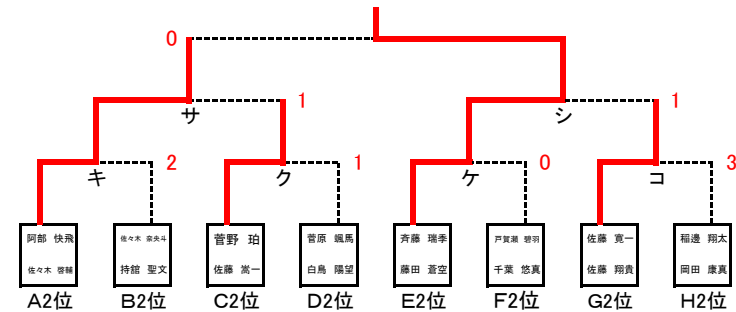 0
1 1
サ シ
2 1 0 3
キ ク ケ コ
阿部 快飛 佐々木 奈央斗 菅野 珀 菅原 颯馬 斉藤 瑞季 戸賀瀬 碧羽 佐藤 寛一 稲邊 翔太
佐々木 啓輔 持舘 聖文 佐藤 嵩一 白鳥 陽望 藤田 蒼空 千葉 悠真 佐藤 翔貴 岡田 康真
A2位 B2位 C2位 D2位 E2位 F2位 G2位 H2位